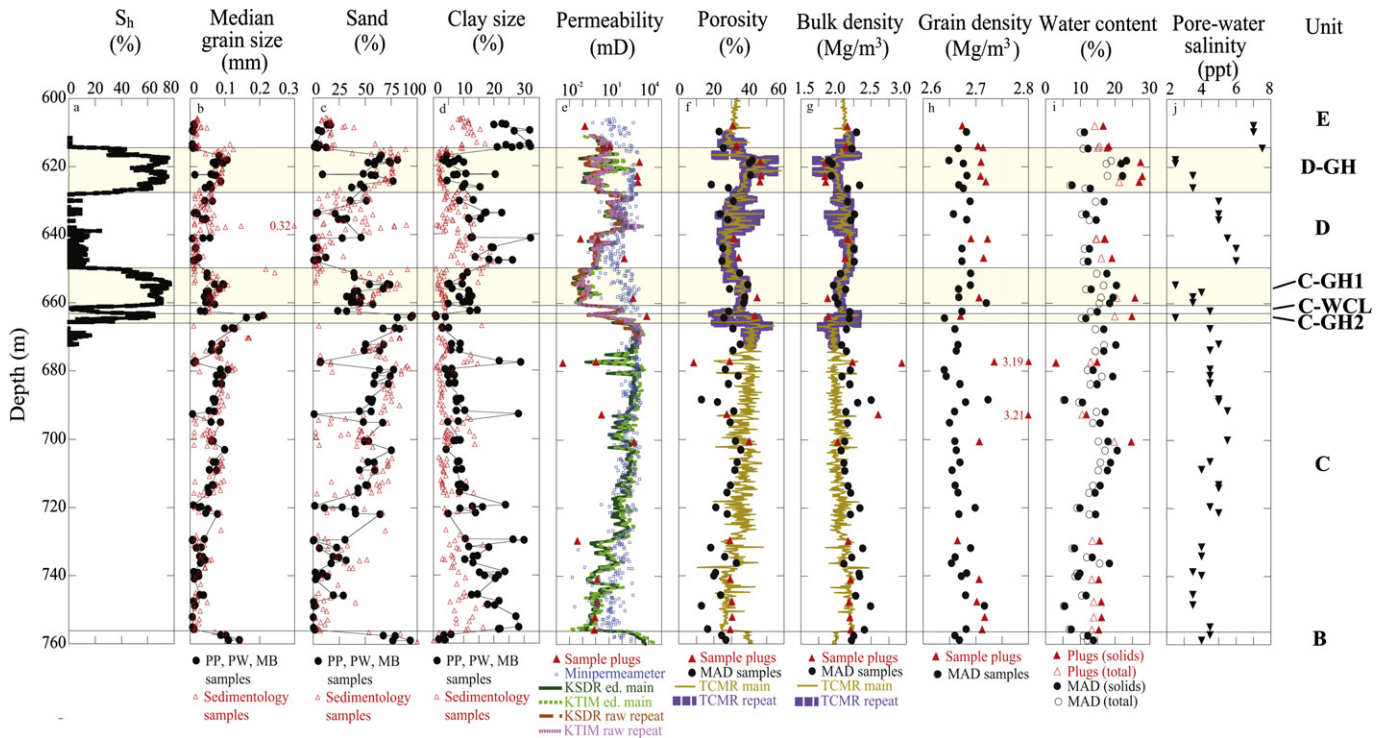 Sh Median Sand Clay size Permeability Porosity Bulk density Grain density Water content Pore-water Unit
(%) grain size (%) (%) (mD) (%) (Mg/m³) (Mg/m³) (%) salinity
(mm) (ppt)
0 20 40 60 80 0 0.1 0.2 0.3 0 25 50 75 100 0 10 20 30 10⁻² 10¹ 10⁴ 0 20 40 60 1.5 2.0 2.5 3.0 2.6 2.7 2.8 0 10 20 30 2 4 6 8
a b c d e f g h i j
600
E
620 D-GH
0.32 D
640
C-GH1
660 C-WCL
C-GH2
3.19
680
3.21
700 C
720
740
760 B
Depth (m)
PP, PW, MB
samples
Sedimentology
samples
PP, PW, MB
samples
Sedimentology
samples
PP, PW, MB
samples
Sedimentology
samples
Sample plugs
Minipermeameter
KSDR ed. main
KTIM ed. main
KSDR raw repeat
KTIM raw repeat
Sample plugs
MAD samples
TCMR main
TCMR repeat
Sample plugs
MAD samples
TCMR main
TCMR repeat
Sample plugs
MAD samples
Plugs (solids)
Plugs (total)
MAD (solids)
MAD (total)